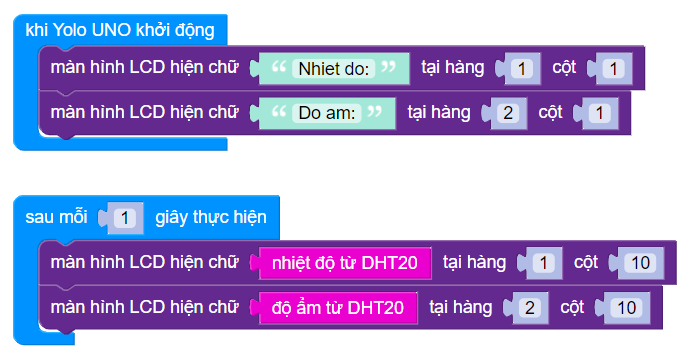 khi Yolo UNO khởi động
màn hình LCD hiện chữ “ Nhiet do: ” tại hàng 1 cột 1
màn hình LCD hiện chữ “ Do am: ” tại hàng 2 cột 1
sau mỗi 1 giây thực hiện
màn hình LCD hiện chữ nhiệt độ từ DHT20 tại hàng 1 cột 10
màn hình LCD hiện chữ độ ẩm từ DHT20 tại hàng 2 cột 10